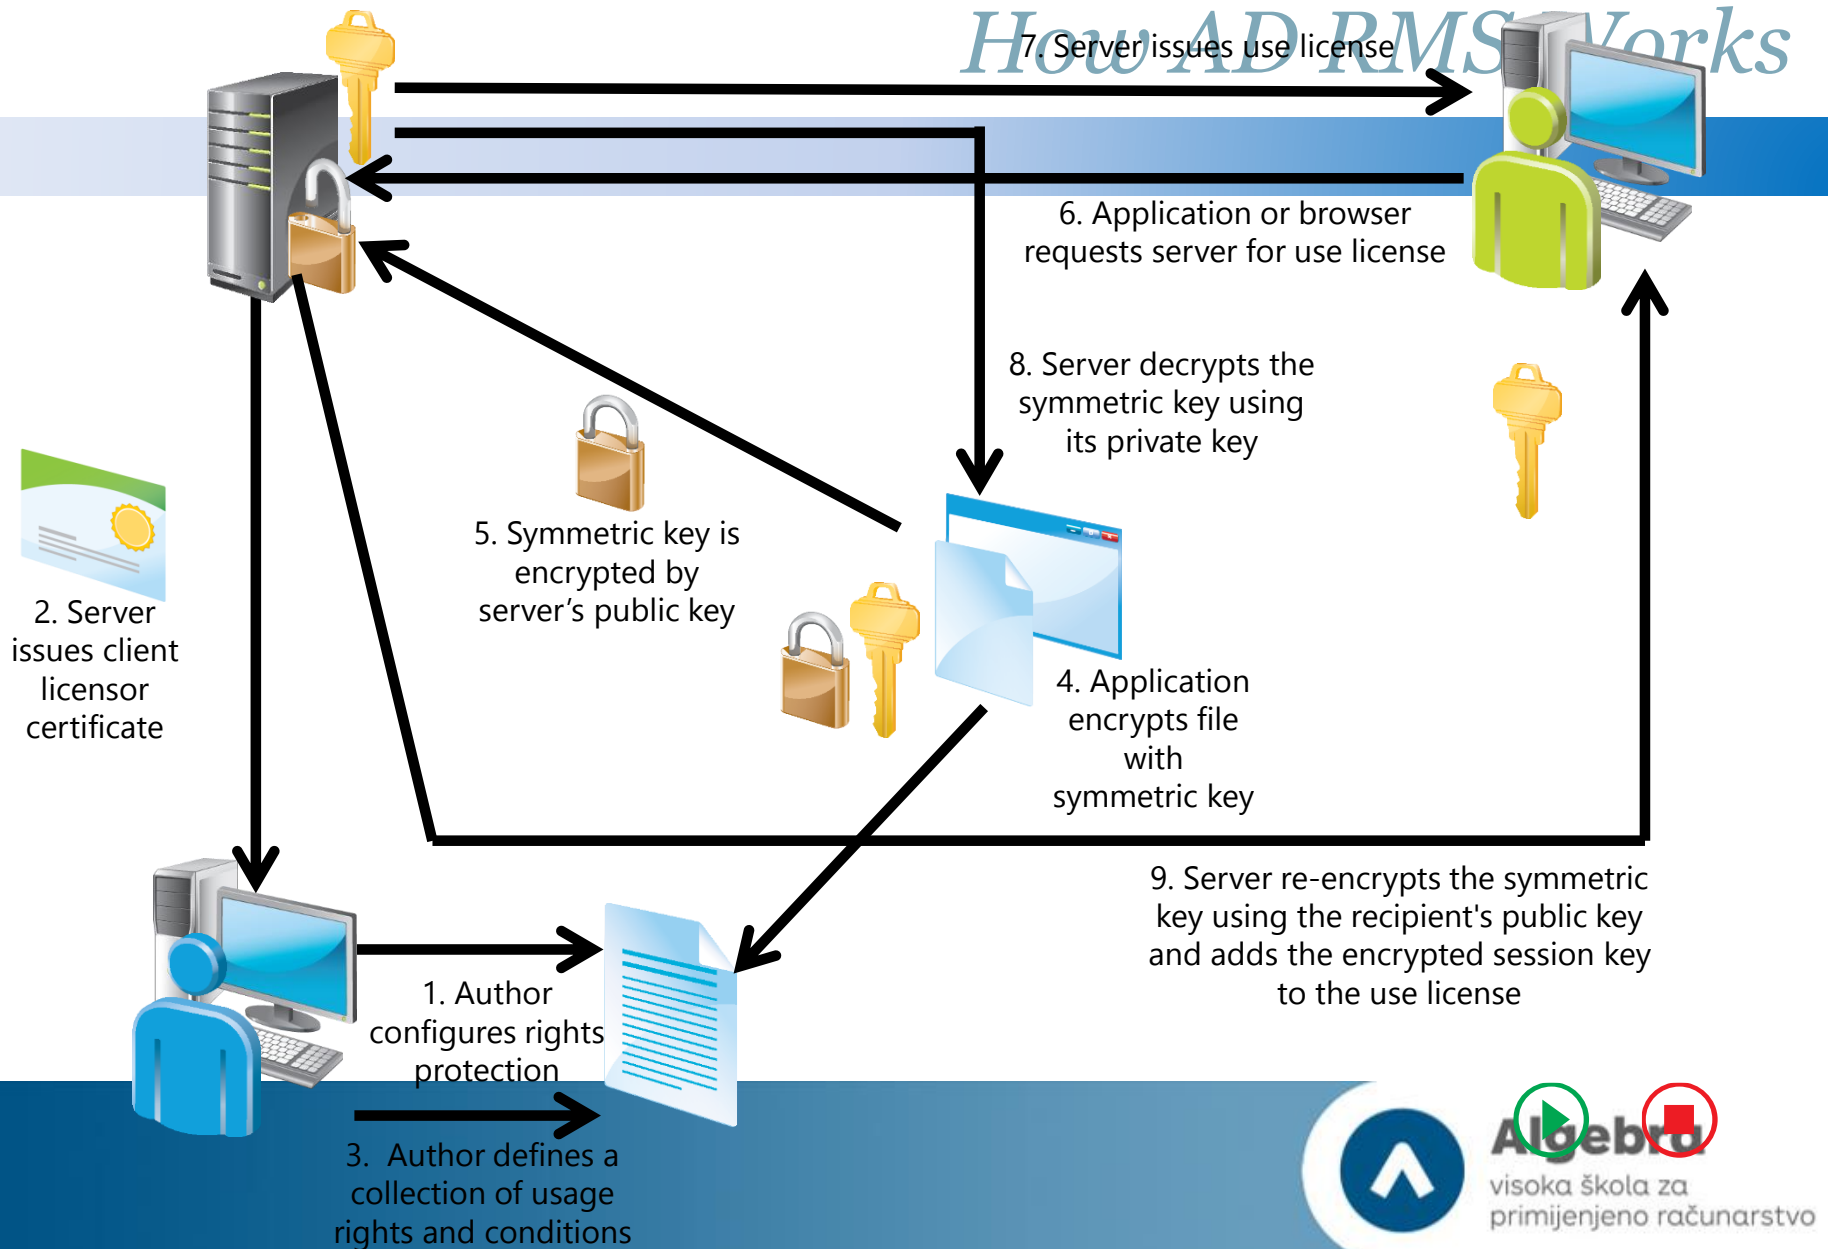 How AD RMS Works
7. Server issues use license
6. Application or browser
requests server for use license
8. Server decrypts the
symmetric key using
its private key
5. Symmetric key is
encrypted by
server’s public key
2. Server
issues client
licensor
certificate
4. Application
encrypts file
with
symmetric key
9. Server re-encrypts the symmetric
key using the recipient's public key
and adds the encrypted session key
to the use license
1. Author
configures rights
protection
3. Author defines a
collection of usage
rights and conditions
Algebra
visoka škola za
primijenjeno računarstvo